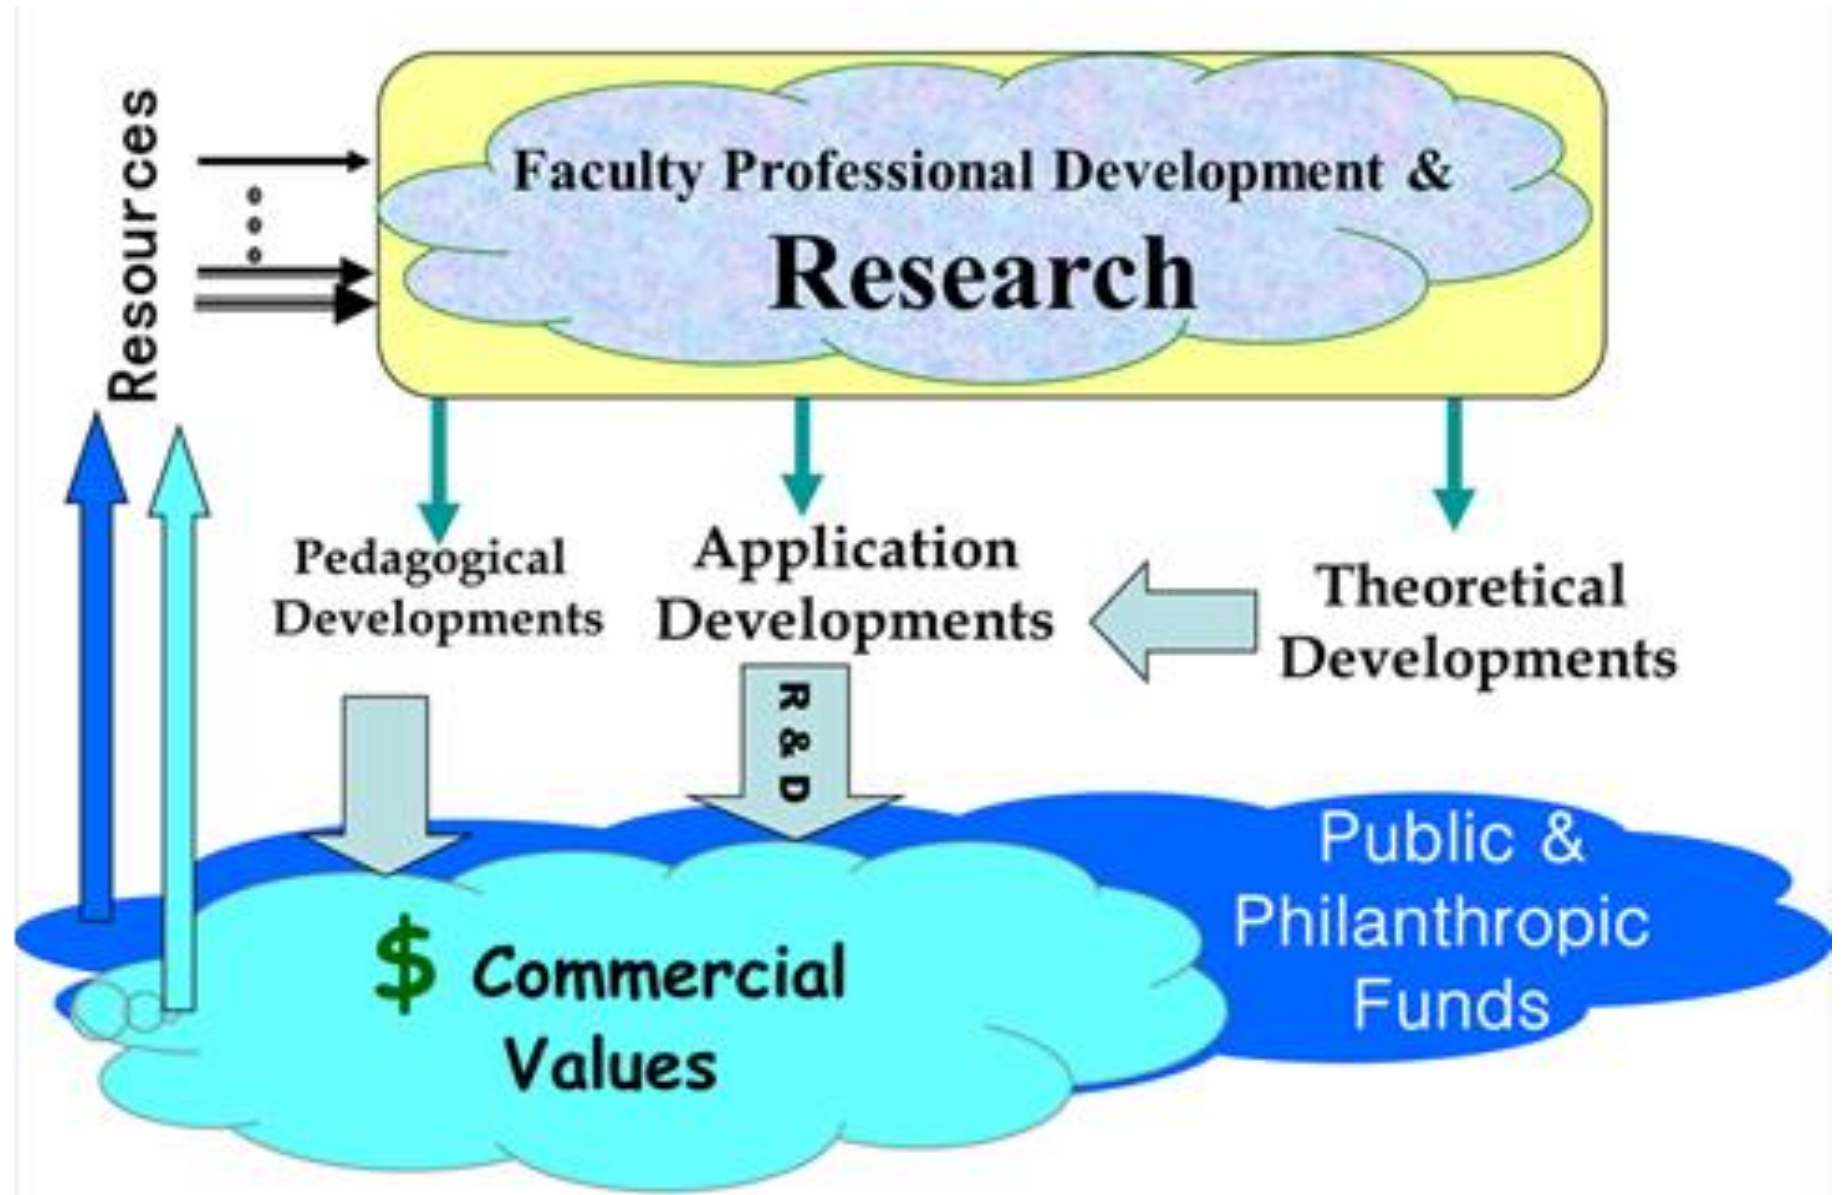 Resources
Faculty Professional Development &
Research
Pedagogical
Developments
Application
Developments
Theoretical
Developments
R & D
Public &
Philanthropic
Funds
$ Commercial
Values